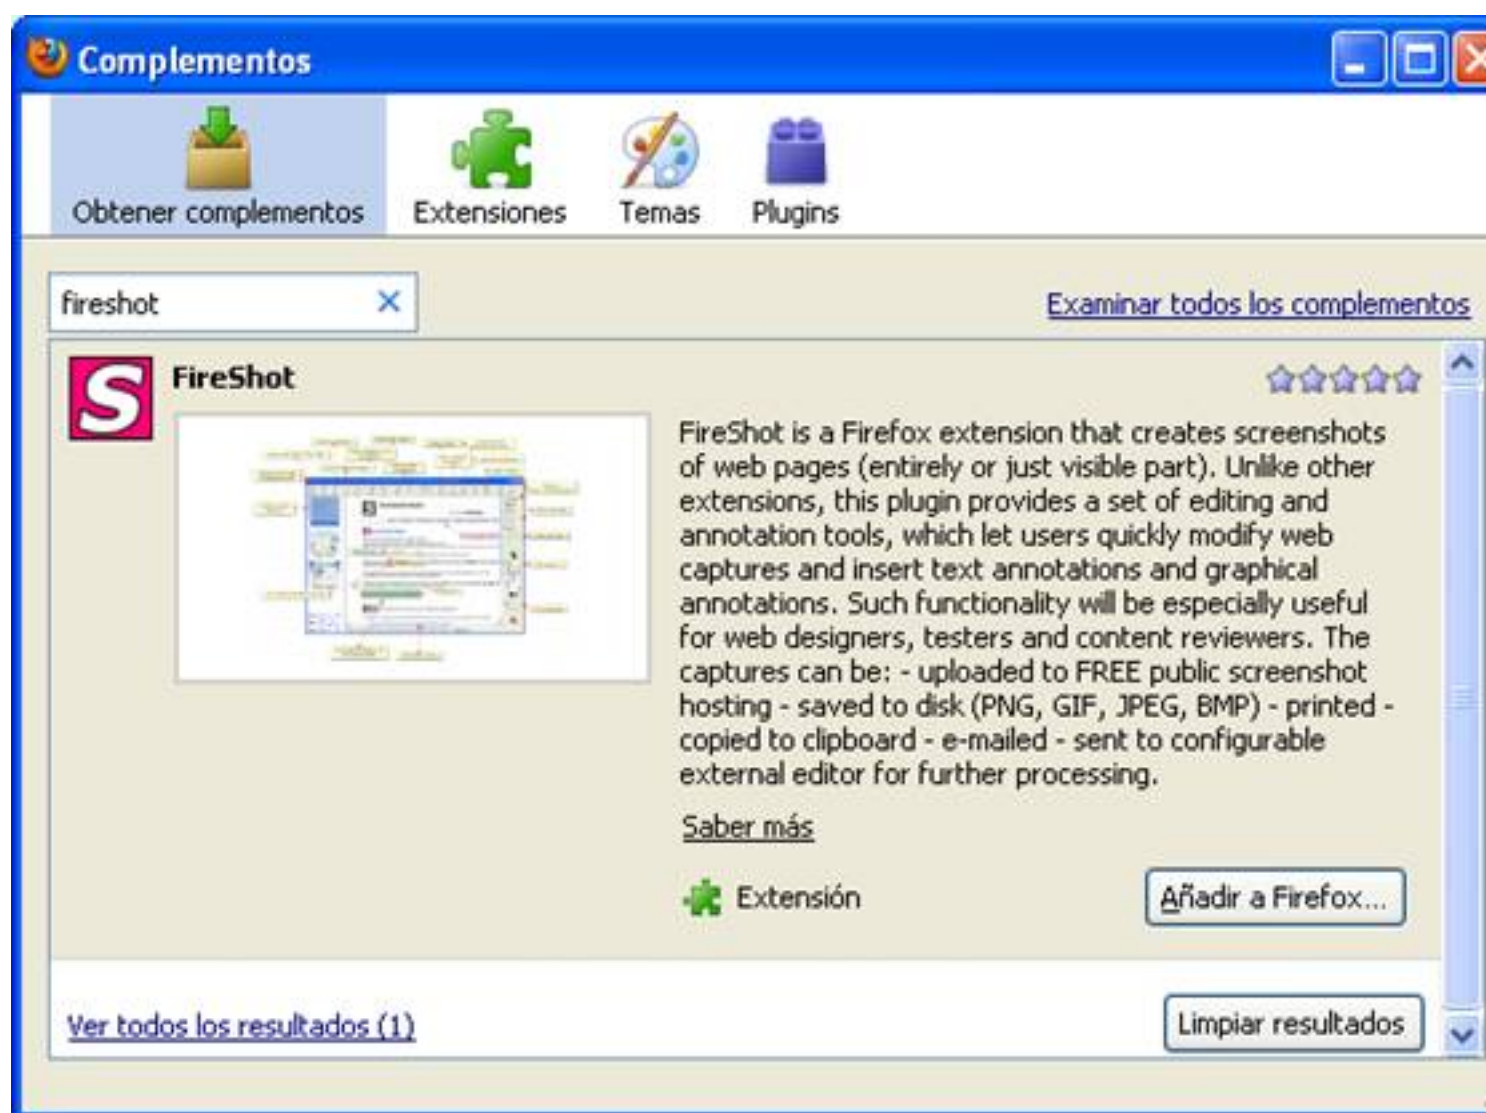 Complementos
Obtener complementos
Extensiones
Temas
Plugins
fireshot
Examinar todos los complementos
S
FireShot
FireShot is a Firefox extension that creates screenshots
of web pages (entirely or just visible part). Unlike other
extensions, this plugin provides a set of editing and
annotation tools, which let users quickly modify web
captures and insert text annotations and graphical
annotations. Such functionality will be especially useful
for web designers, testers and content reviewers. The
captures can be: - uploaded to FREE public screenshot
hosting - saved to disk (PNG, GIF, JPEG, BMP) - printed -
copied to clipboard - e-mailed - sent to configurable
external editor for further processing.
Saber más
Extensión
Añadir a Firefox...
Ver todos los resultados (1)
Limpiar resultados